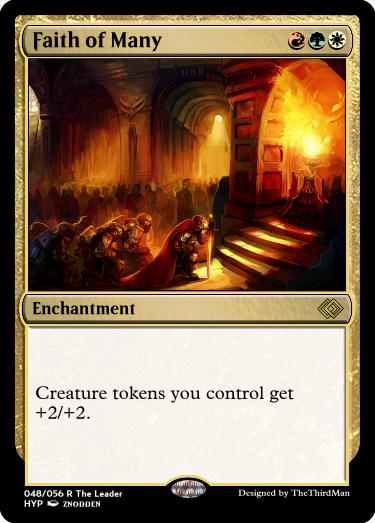 Faith of Many
Enchantment
Creature tokens you control get
+2/+2.
048/056 R The Leader
Designed by TheThirdMan
HYP ZNODDEN